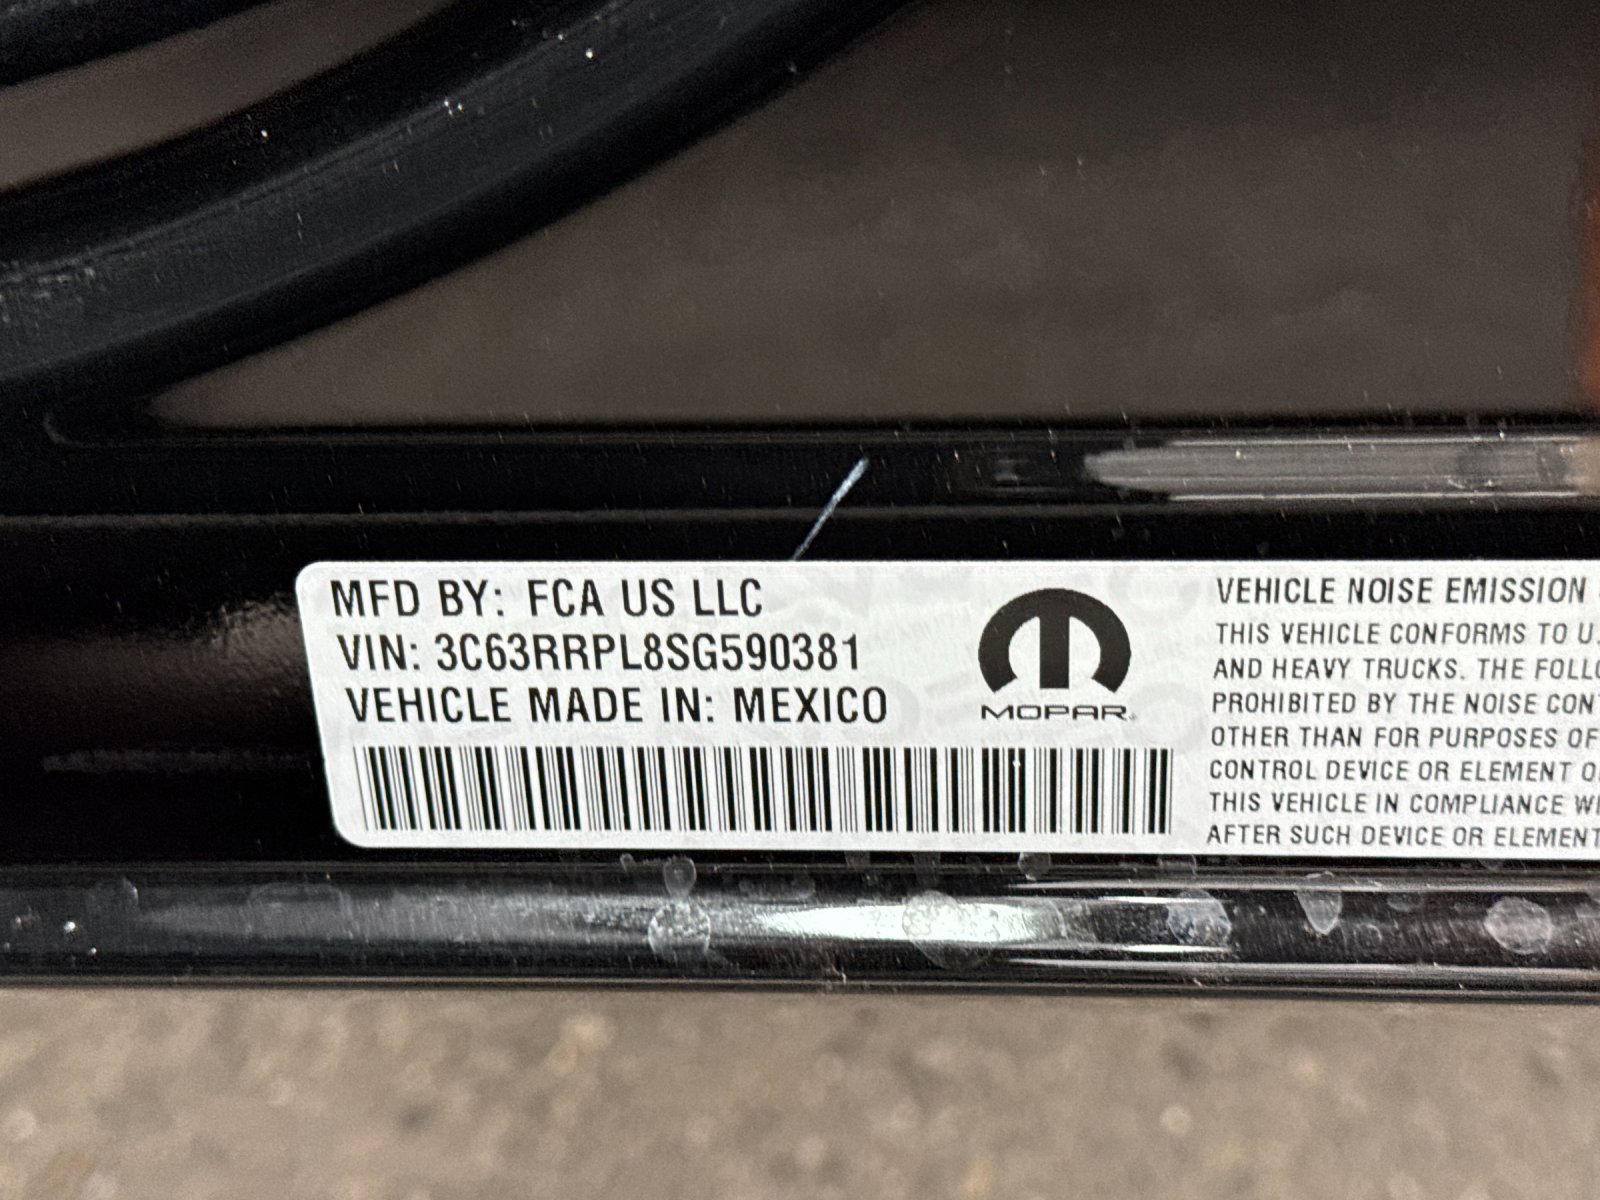 MFD BY: FCA US LLC
VIN: 3C63RRPL8SG590381
VEHICLE MADE IN: MEXICO
MOPAR
VEHICLE NOISE EMISSION
THIS VEHICLE CONFORMS TO U.
AND HEAVY TRUCKS. THE FOLLO
PROHIBITED BY THE NOISE CONT
OTHER THAN FOR PURPOSES OF
CONTROL DEVICE OR ELEMENT O
THIS VEHICLE IN COMPLIANCE WI
AFTER SUCH DEVICE OR ELEMENT